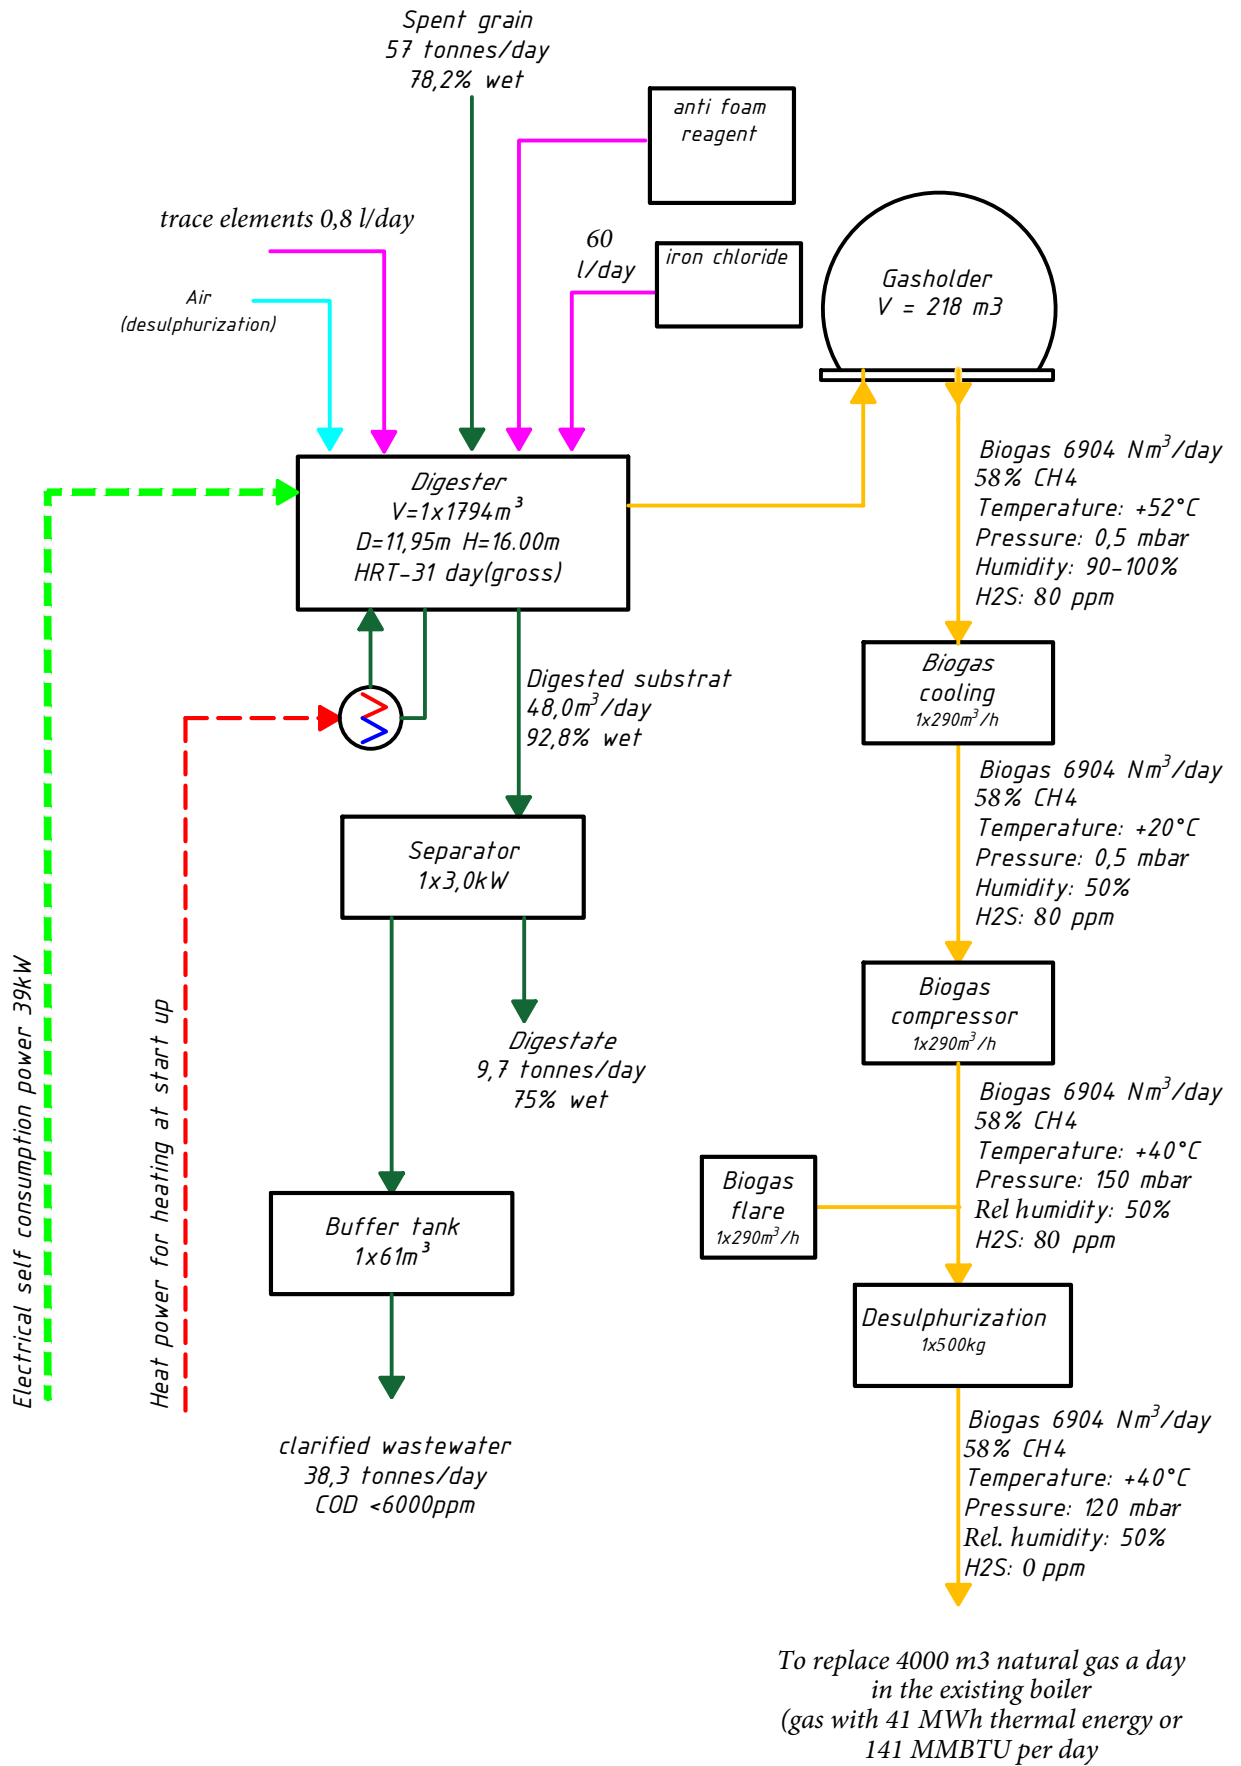 Spent grain
57 tonnes/day
78,2% wet
anti foam
reagent
trace elements 0,8 l/day
60
l/day
iron chloride
Air
(desulphurization)
Gasholder
V = 218 m3
Digester
V=1x1794m³
D=11,95m H=16.00m
HRT-31 day(gross)
Biogas 6904 Nm³/day
58% CH4
Temperature: +52°C
Pressure: 0,5 mbar
Humidity: 90-100%
H2S: 80 ppm
Biogas
cooling
1x290m³/h
Digested substrat
48,0m³/day
92,8% wet
Biogas 6904 Nm³/day
58% CH4
Temperature: +20°C
Pressure: 0,5 mbar
Humidity: 50%
H2S: 80 ppm
Separator
1x3,0kW
Biogas
compressor
1x290m³/h
Digestate
9,7 tonnes/day
75% wet
Electrical self consumption power 39kW
Heat power for heating at start up
Biogas 6904 Nm³/day
58% CH4
Temperature: +40°C
Pressure: 150 mbar
Rel humidity: 50%
H2S: 80 ppm
Biogas
flare
1x290m³/h
Buffer tank
1x61m³
Desulphurization
1x500kg
clarified wastewater
38,3 tonnes/day
COD <6000ppm
Biogas 6904 Nm³/day
58% CH4
Temperature: +40°C
Pressure: 120 mbar
Rel. humidity: 50%
H2S: 0 ppm
To replace 4000 m3 natural gas a day
in the existing boiler
(gas with 41 MWh thermal energy or
141 MMBTU per day